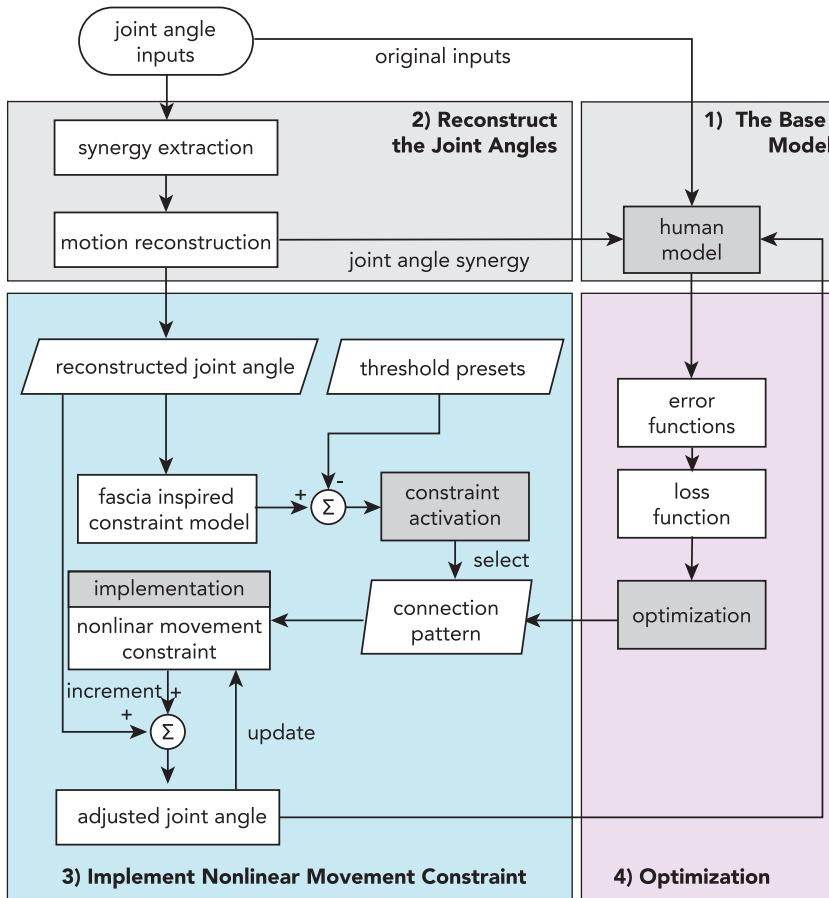 joint angle
inputs
original inputs
2) Reconstruct
the Joint Angles
1) The Base
Model
synergy extraction
motion reconstruction
joint angle synergy
human
model
reconstructed joint angle
threshold presets
error
functions
fascia inspired
constraint model
+
-
Σ
constraint
activation
loss
function
select
implementation
nonlinar movement
constraint
connection
pattern
optimization
increment +
+
Σ
update
adjusted joint angle
3) Implement Nonlinear Movement Constraint
4) Optimization